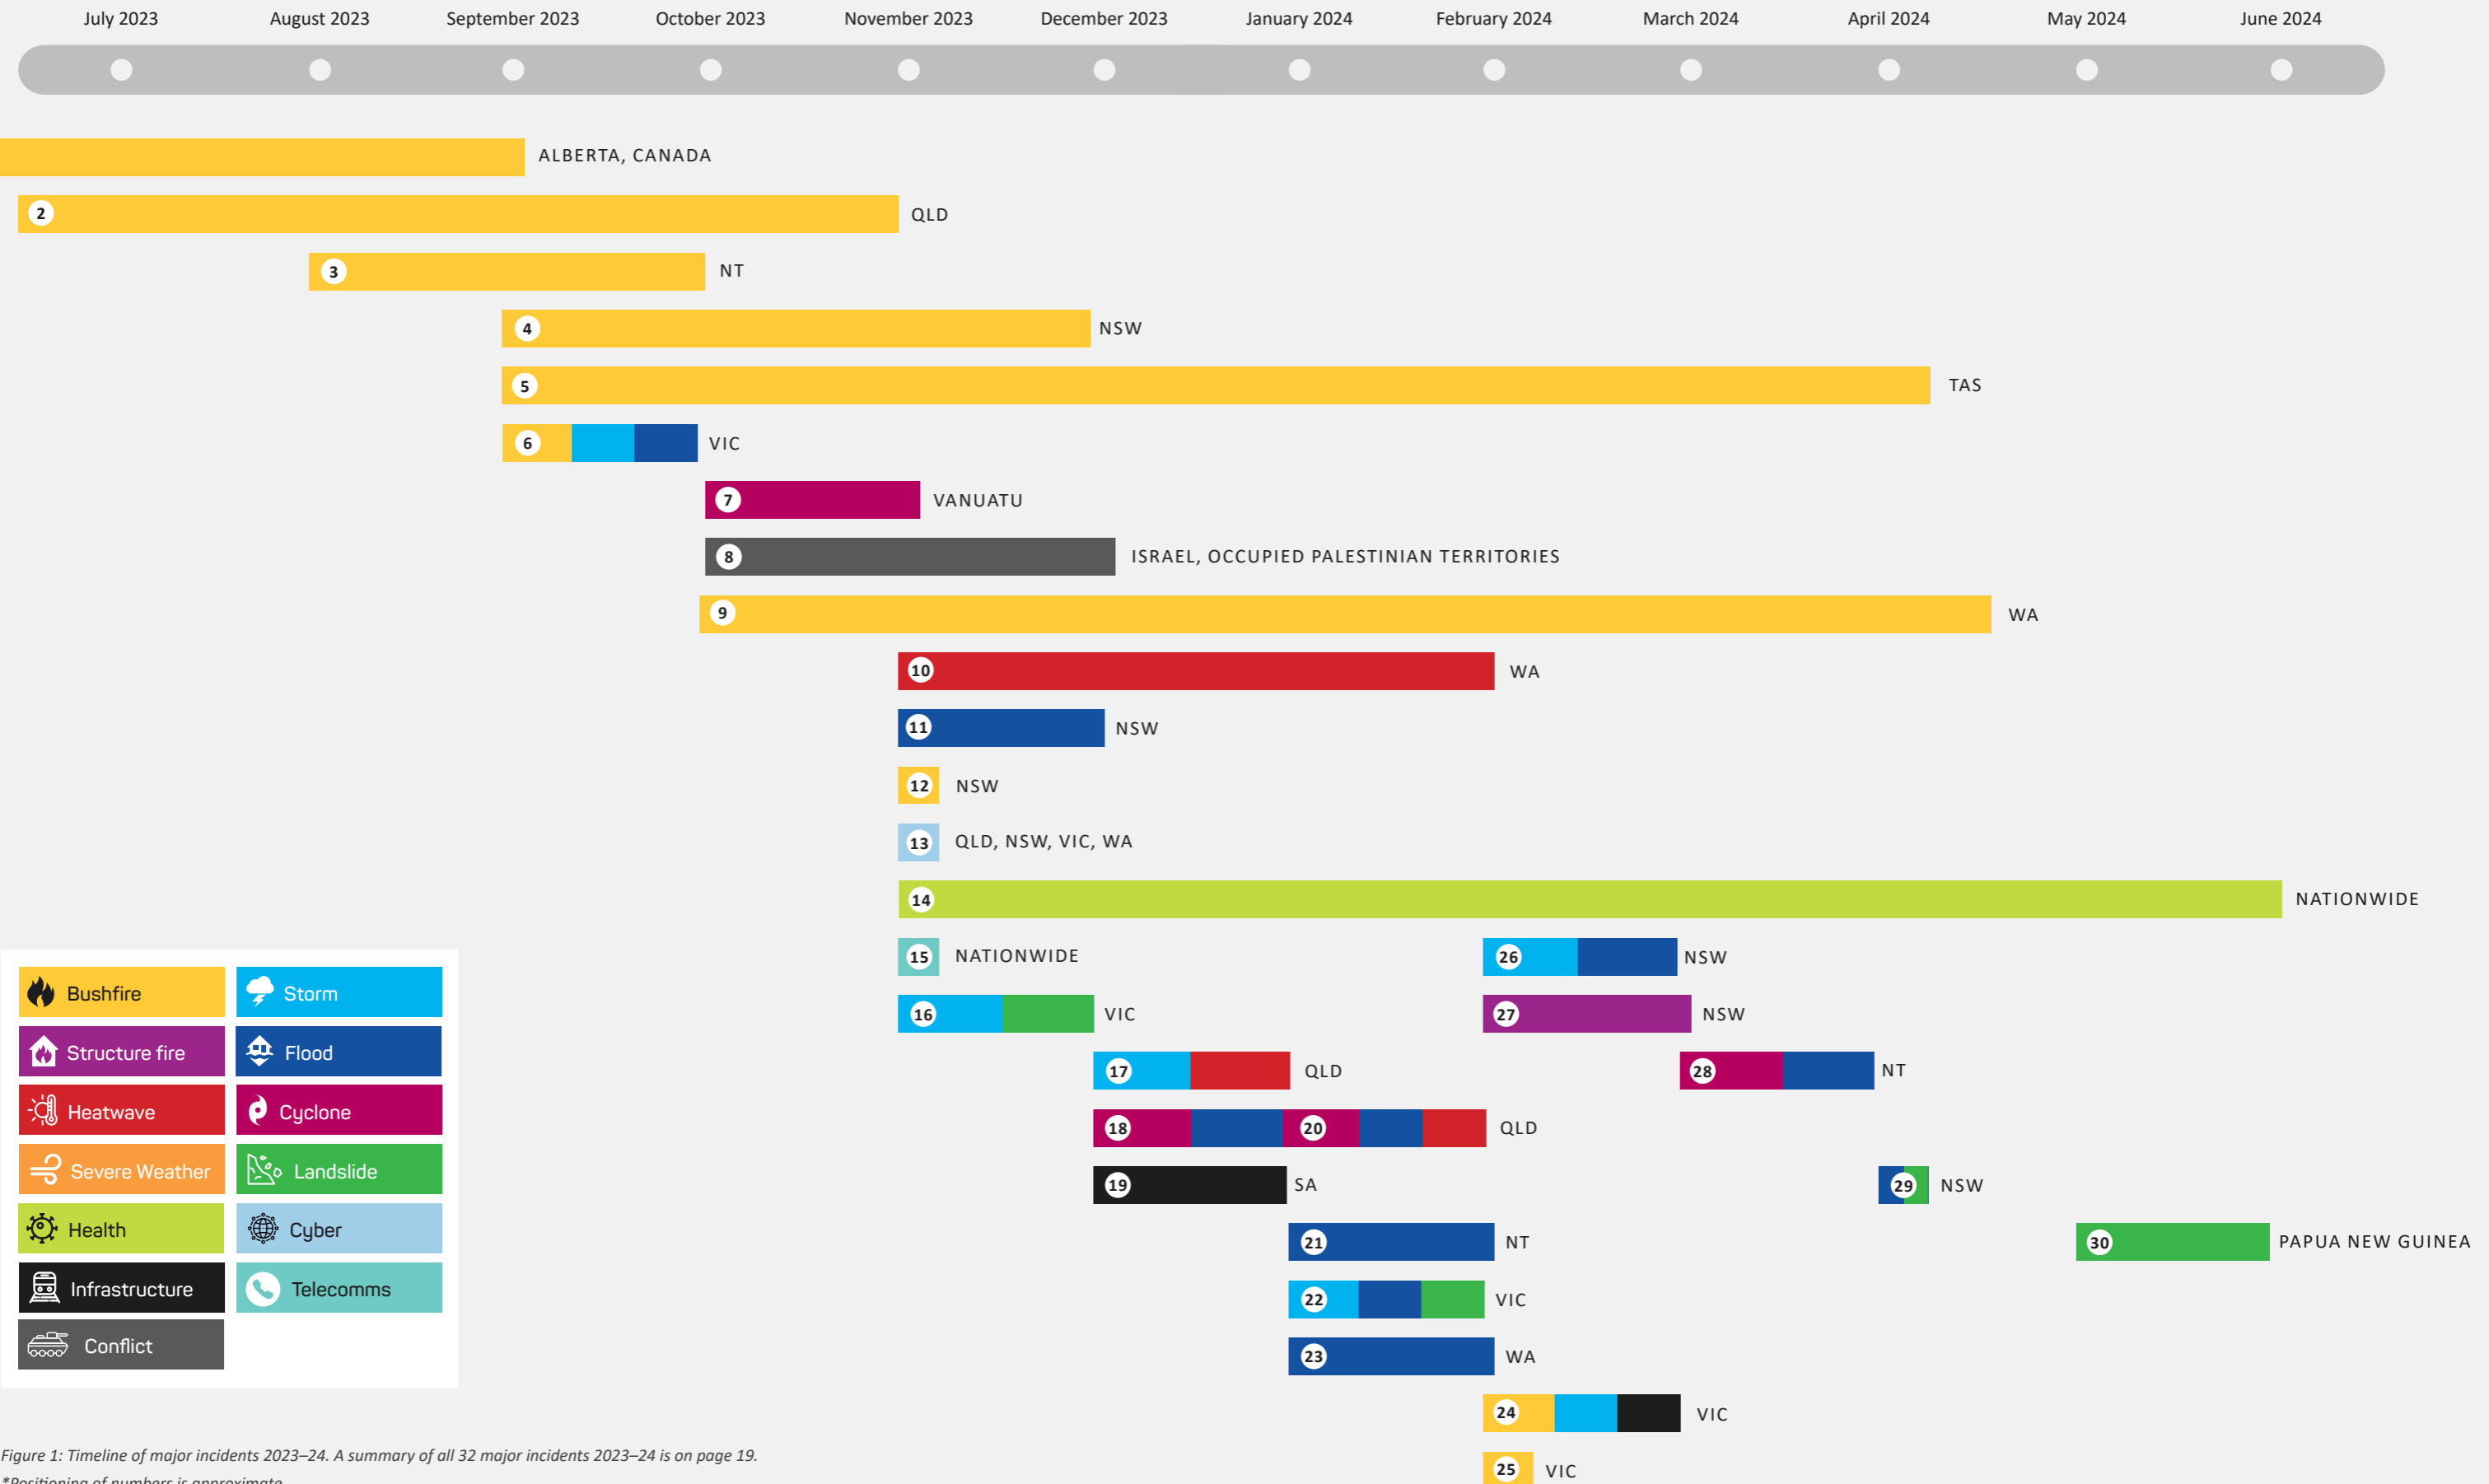 July 2023 August 2023 September 2023 October 2023 November 2023 December 2023 January 2024 February 2024 March 2024 April 2024 May 2024 June 2024
ALBERTA, CANADA
2 QLD
3 NT
4 NSW
5 TAS
6 VIC
7 VANUATU
8 ISRAEL, OCCUPIED PALESTINIAN TERRITORIES
9 WA
10 WA
11 NSW
12 NSW
13 QLD, NSW, VIC, WA
14 NATIONWIDE
15 NATIONWIDE
26 NSW
16 VIC
27 NSW
17 QLD
28 NT
18 20 QLD
19 SA
29 NSW
21 NT
30 PAPUA NEW GUINEA
22 VIC
23 WA
24 VIC
25 VIC
Bushfire
Storm
Structure fire
Flood
Heatwave
Cyclone
Severe Weather
Landslide
Health
Cyber
Infrastructure
Telecomms
Conflict
Figure 1: Timeline of major incidents 2023–24. A summary of all 32 major incidents 2023–24 is on page 19.
*Positioning of numbers is approximate